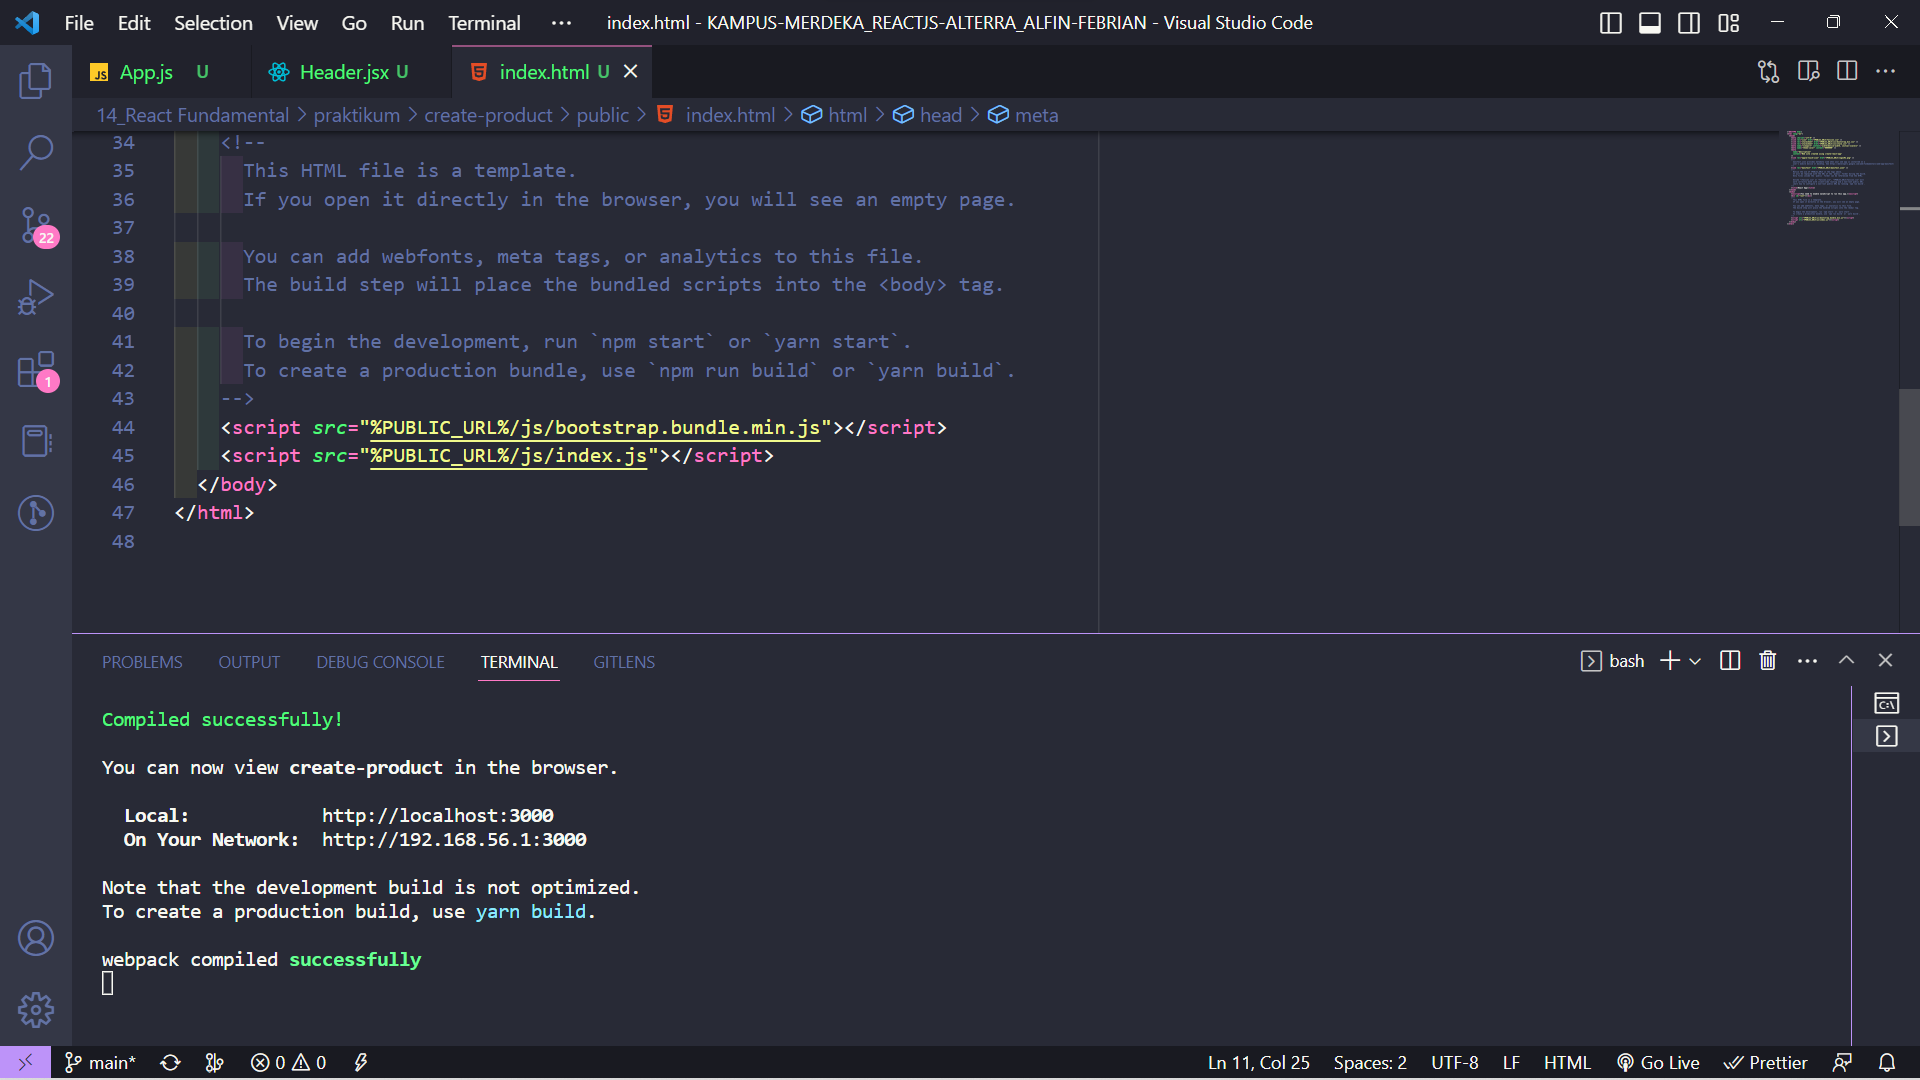 File Edit Selection View Go Run Terminal ··· index.html - KAMPUS-MERDEKA_REACTJS-ALTERRA_ALFIN-FEBRIAN - Visual Studio Code
JS App.js U Header.jsx U index.html U
14_React Fundamental > praktikum > create-product > public > index.html > html > head > meta
34 <!--
35 This HTML file is a template.
36 If you open it directly in the browser, you will see an empty page.
37
38 You can add webfonts, meta tags, or analytics to this file.
39 The build step will place the bundled scripts into the <body> tag.
40
41 To begin the development, run `npm start` or `yarn start`.
42 To create a production bundle, use `npm run build` or `yarn build`.
43 -->
44 <script src="%PUBLIC_URL%/js/bootstrap.bundle.min.js"></script>
45 <script src="%PUBLIC_URL%/js/index.js"></script>
46 </body>
47 </html>
48
22
1
PROBLEMS OUTPUT DEBUG CONSOLE TERMINAL GITLENS bash
Compiled successfully!
You can now view create-product in the browser.
Local: http://localhost:3000
On Your Network: http://192.168.56.1:3000
Note that the development build is not optimized.
To create a production build, use yarn build.
webpack compiled successfully
main* 0 0 Ln 11, Col 25 Spaces: 2 UTF-8 LF HTML Go Live Prettier